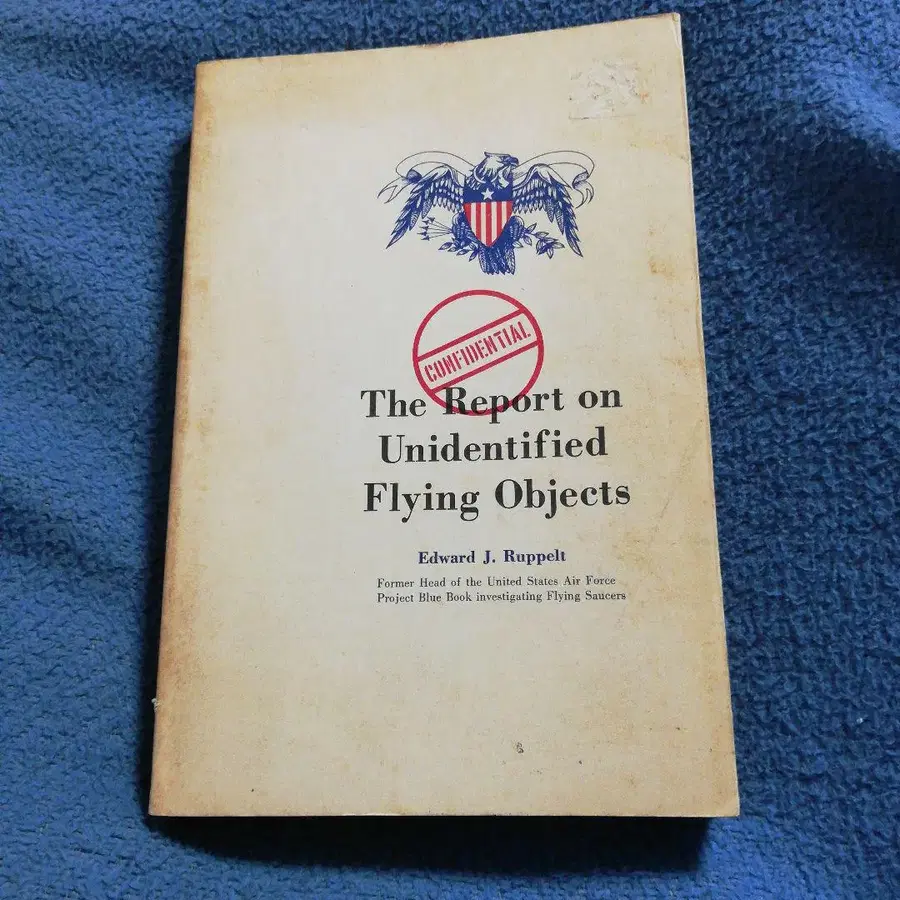 CONFIDENTIAL
The Report on
Unidentified
Flying Objects
Edward J. Ruppelt
Former Head of the United States Air Force
Project Blue Book investigating Flying Saucers